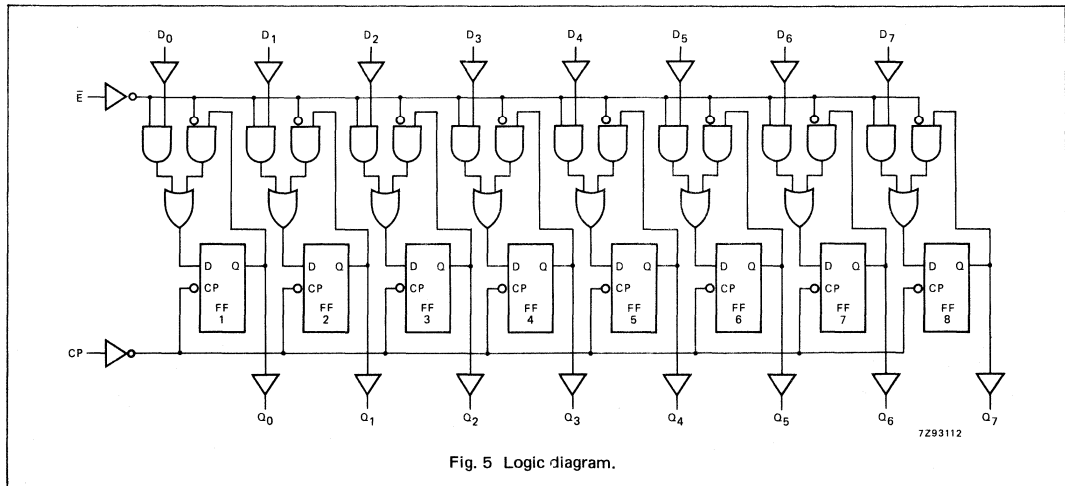 D0 D1 D2 D3 D4 D5 D6 D7
E̅
D Q D Q D Q D Q D Q D Q D Q D Q
CP CP CP CP CP CP CP CP
FF FF FF FF FF FF FF FF
1 2 3 4 5 6 7 8
CP
Q0 Q1 Q2 Q3 Q4 Q5 Q6 Q7
7Z93112
Fig. 5 Logic diagram.